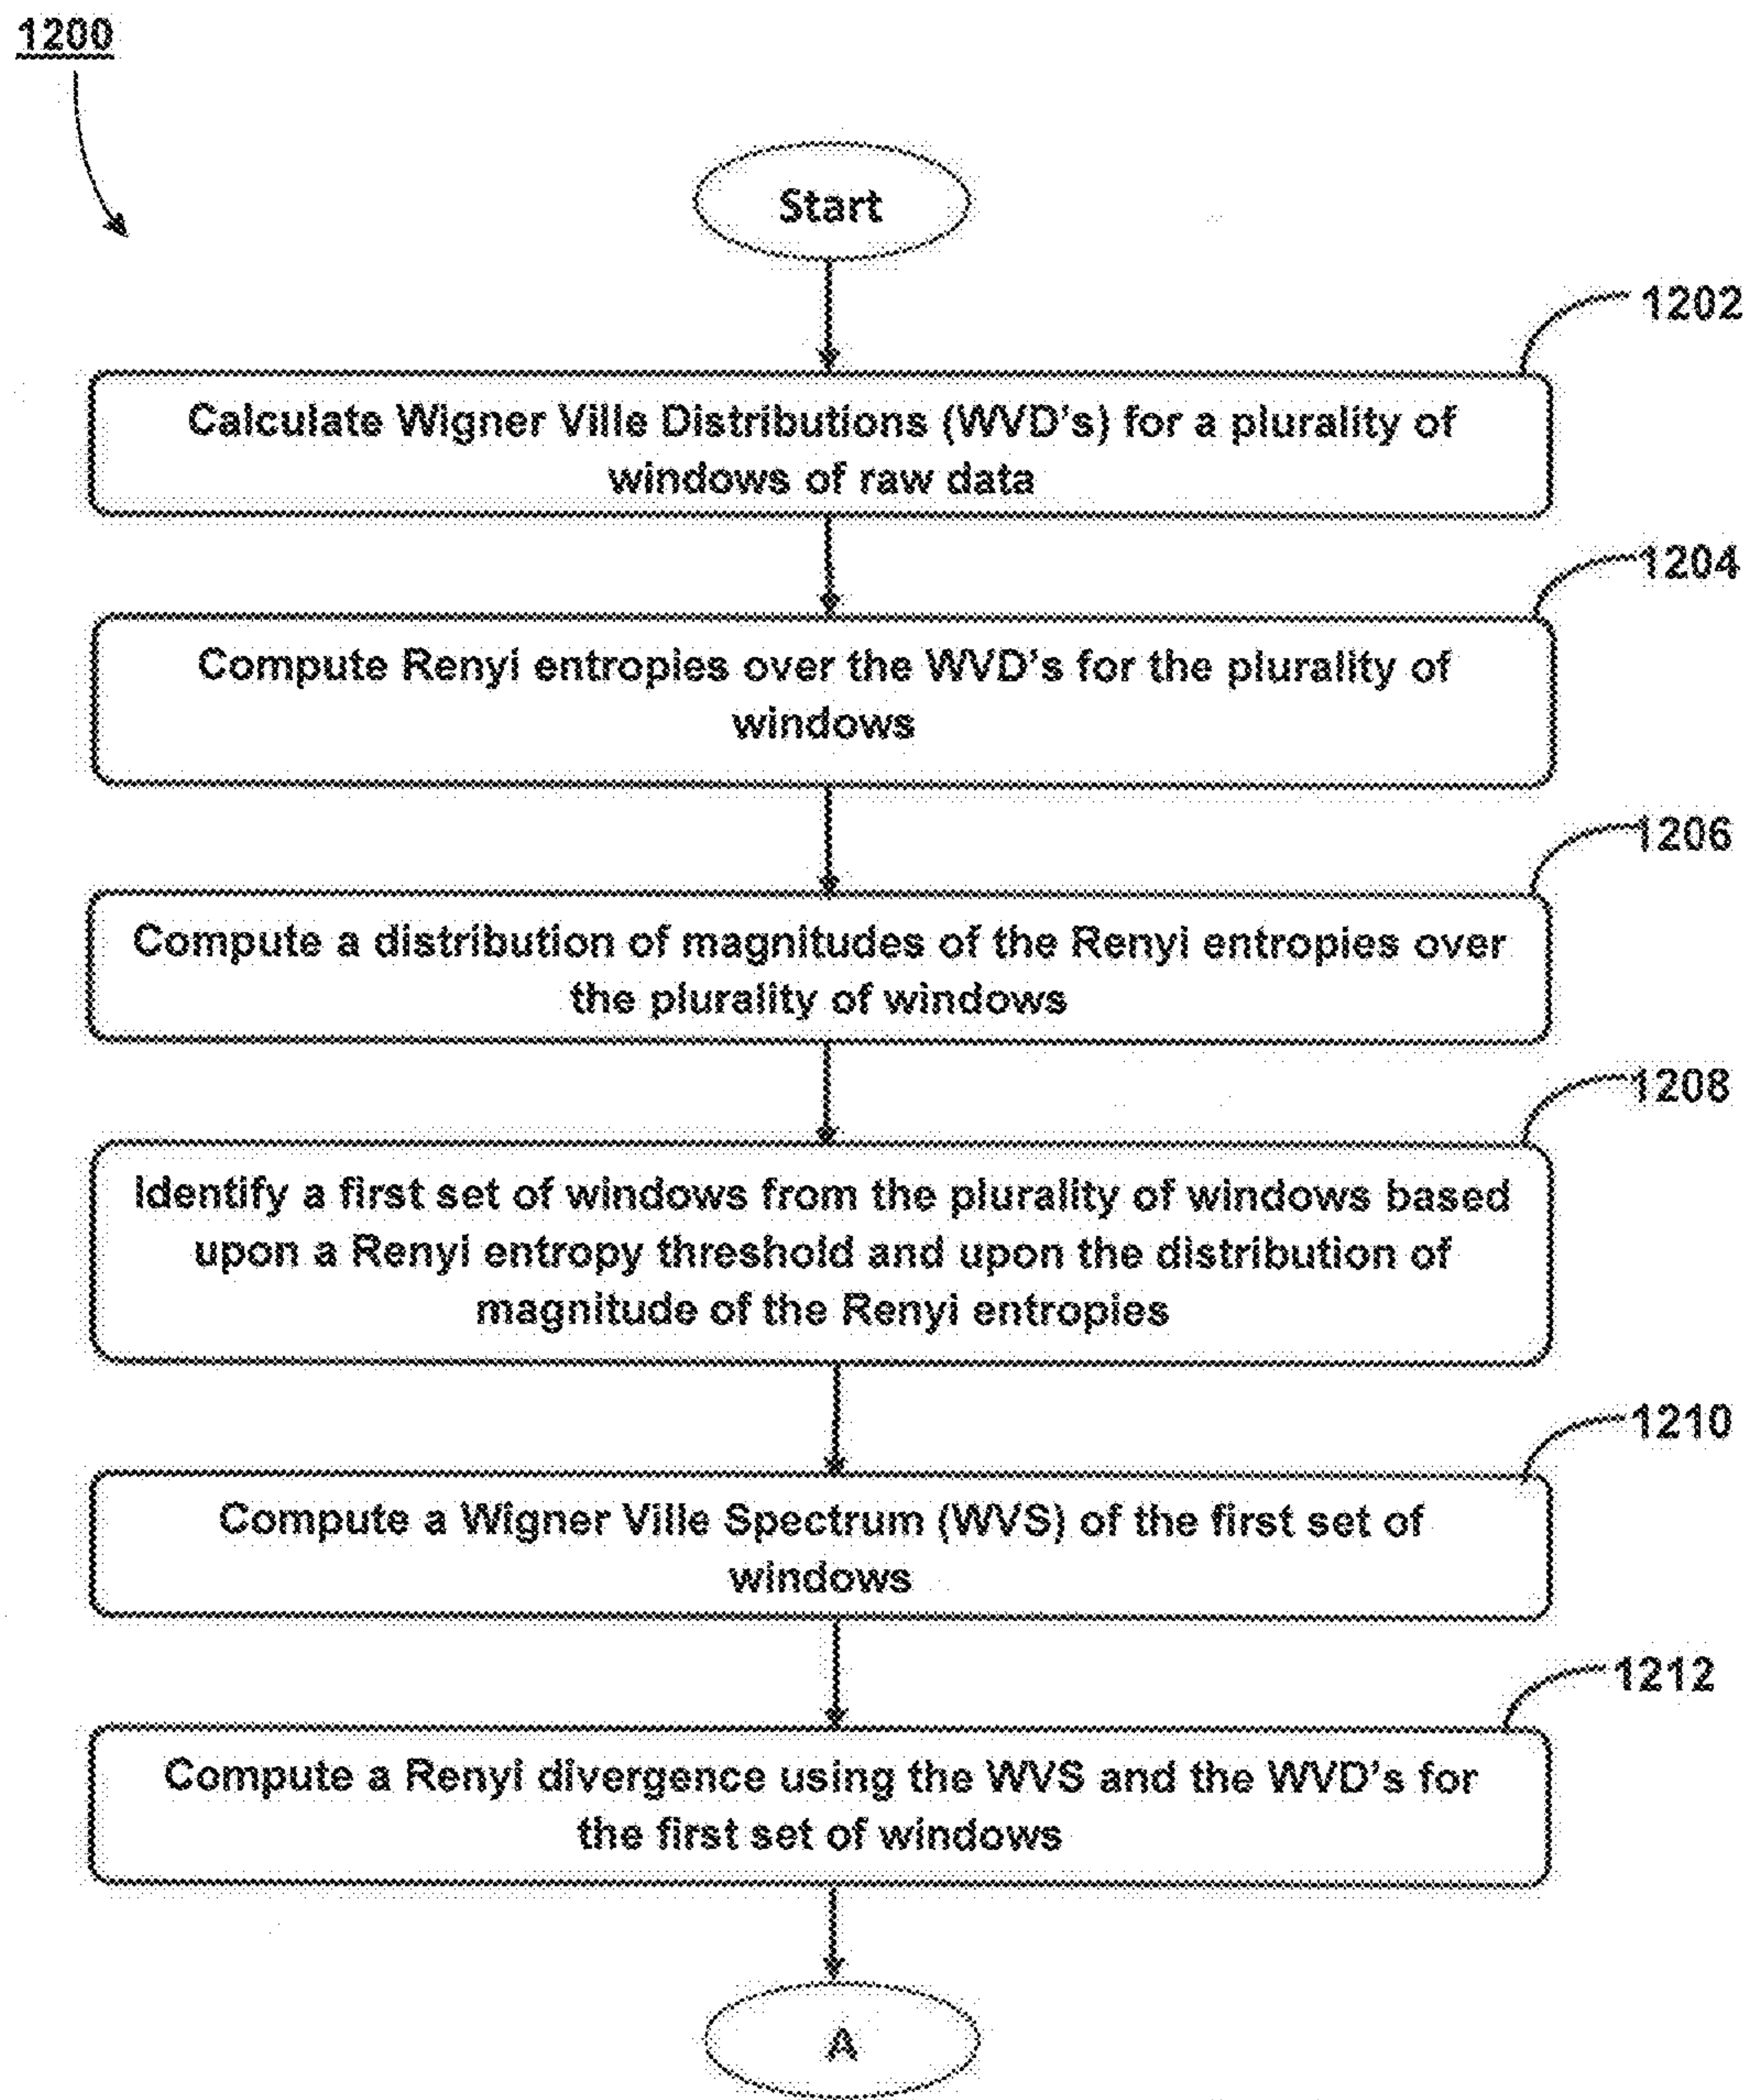 1200
Start
1202
Calculate Wigner Ville Distributions (WVD's) for a plurality of
windows of raw data
1204
Compute Renyi entropies over the WVD's for the plurality of
windows
1206
Compute a distribution of magnitudes of the Renyi entropies over
the plurality of windows
1208
Identify a first set of windows from the plurality of windows based
upon a Renyi entropy threshold and upon the distribution of
magnitude of the Renyi entropies
1210
Compute a Wigner Ville Spectrum (WVS) of the first set of
windows
1212
Compute a Renyi divergence using the WVS and the WVD's for
the first set of windows
A